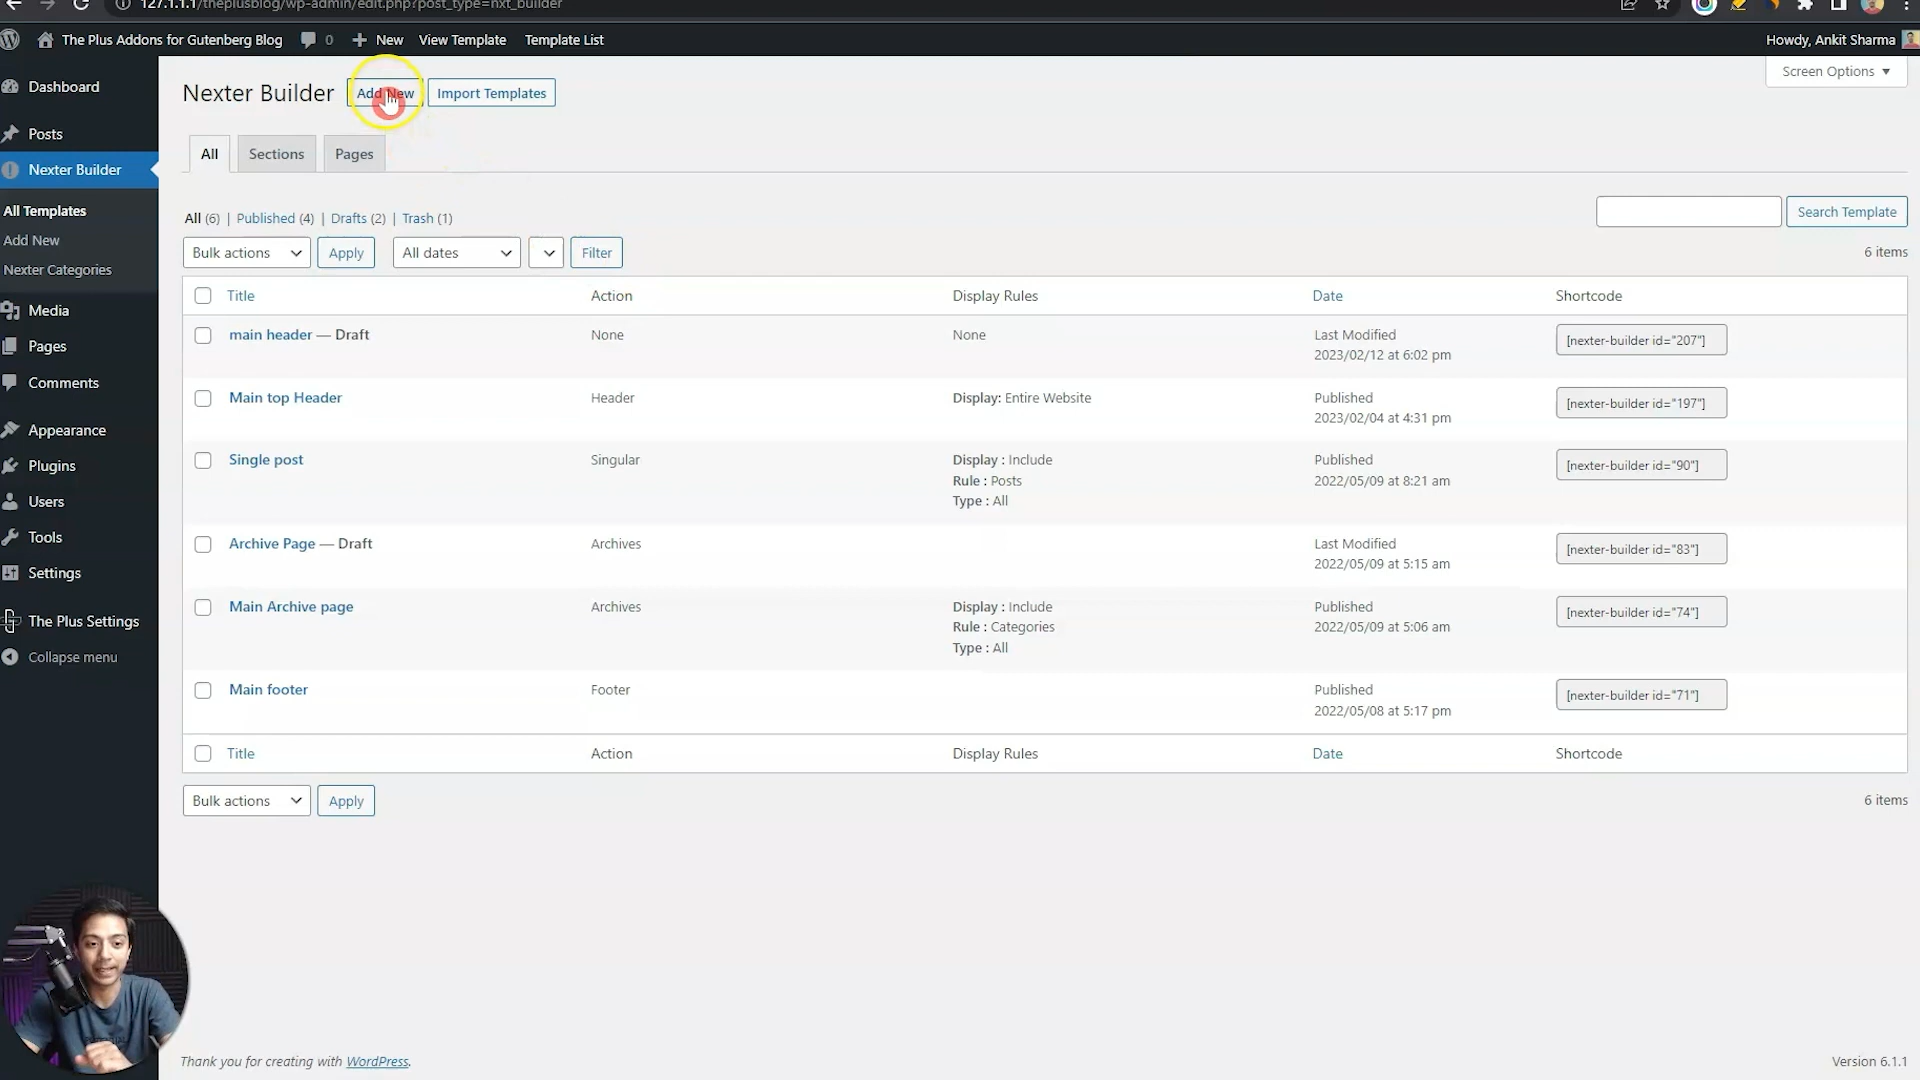 127.1.1.1/theplusblog/wp-admin/edit.php?post_type=nxt_builder
The Plus Addons for Gutenberg Blog 0 New View Template Template List Howdy, Ankit Sharma
Screen Options
Dashboard
Posts
Nexter Builder
All Templates
Add New
Nexter Categories
Media
Pages
Comments
Appearance
Plugins
Users
Tools
Settings
The Plus Settings
Collapse menu
Nexter Builder Add New Import Templates
All Sections Pages
All (6) | Published (4) | Drafts (2) | Trash (1)
Search Template
Bulk actions Apply All dates Filter 6 items
Title Action Display Rules Date Shortcode
main header — Draft None None Last Modified [nexter-builder id="207"]
2023/02/12 at 6:02 pm
Main top Header Header Display: Entire Website Published [nexter-builder id="197"]
2023/02/04 at 4:31 pm
Single post Singular Display : Include Published [nexter-builder id="90"]
Rule : Posts 2022/05/09 at 8:21 am
Type : All
Archive Page — Draft Archives Last Modified [nexter-builder id="83"]
2022/05/09 at 5:15 am
Main Archive page Archives Display : Include Published [nexter-builder id="74"]
Rule : Categories 2022/05/09 at 5:06 am
Type : All
Main footer Footer Published [nexter-builder id="71"]
2022/05/08 at 5:17 pm
Title Action Display Rules Date Shortcode
Bulk actions Apply 6 items
Thank you for creating with WordPress. Version 6.1.1